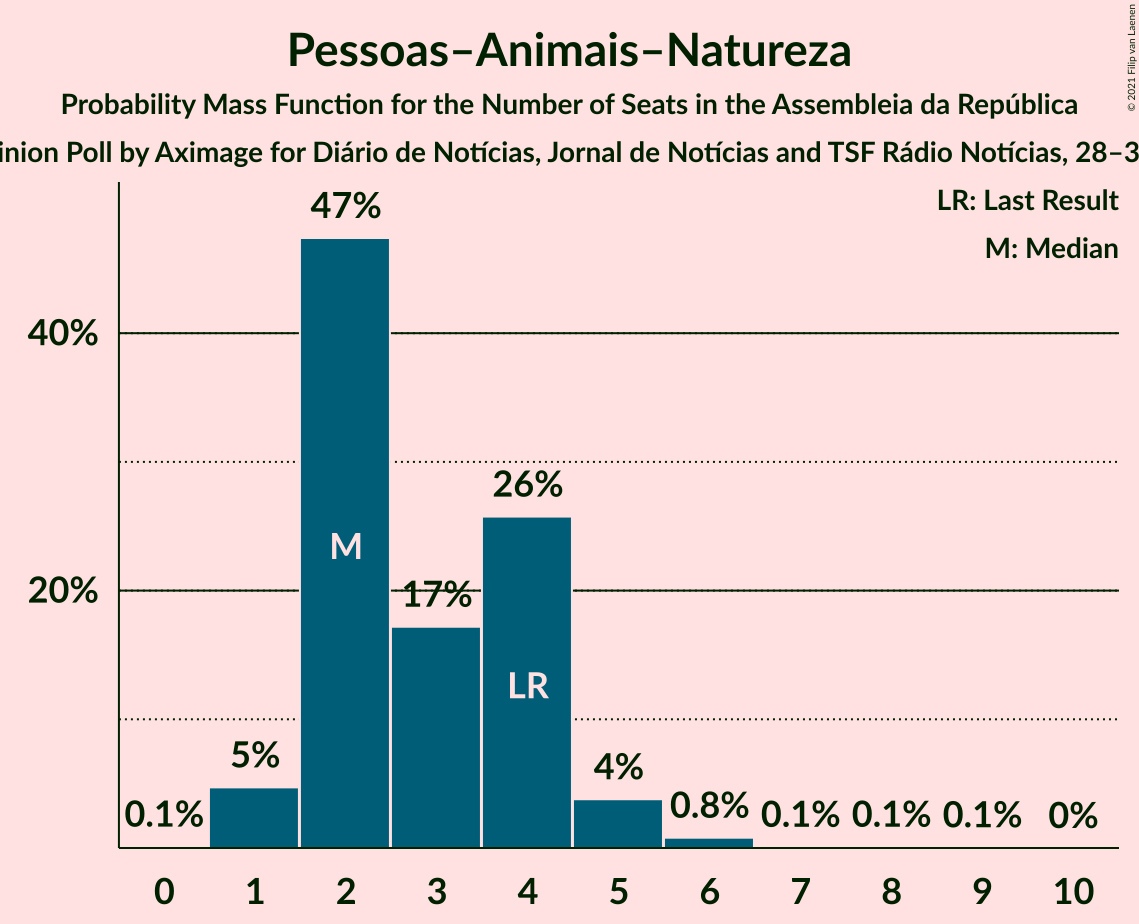 Pessoas–Animais–Natureza
Probability Mass Function for the Number of Seats in the Assembleia da República
Poll by Aximage for Diário de Notícias, Jornal de Notícias and TSF Rádio Notícias,
© 2021 Filip van Laenen
LR: Last Result
M: Median
47%
40%
26%
M
20%
17%
LR
5%
4%
0.1%
0.8%
0.1%
0.1%
0.1%
0%
0 1 2 3 4 5 6 7 8 9 10